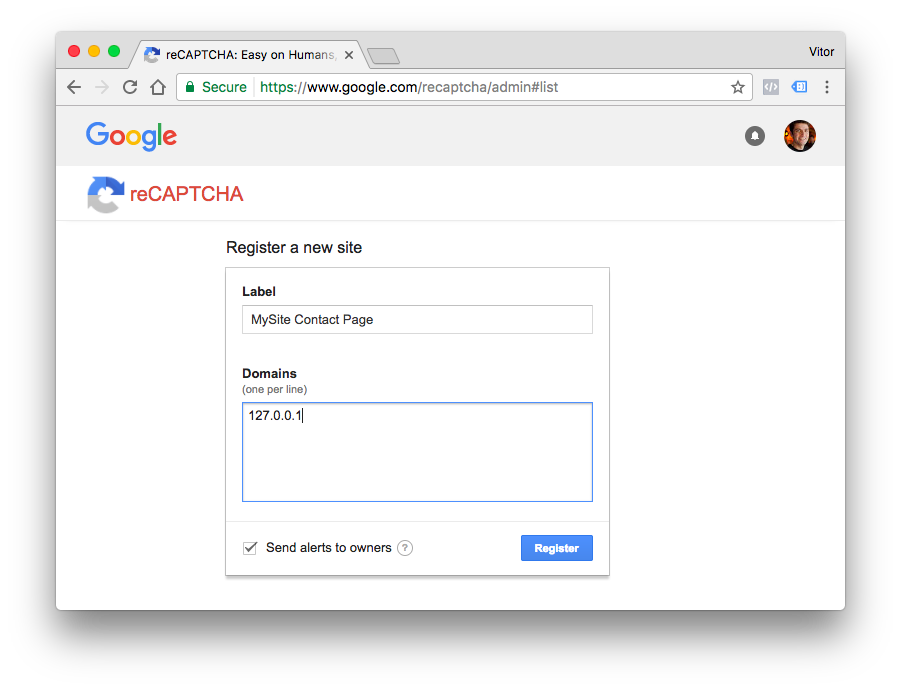 reCAPTCHA: Easy on Humans,
Vitor
Secure https://www.google.com/recaptcha/admin#list
Google
reCAPTCHA
Register a new site
Label
MySite Contact Page
Domains
(one per line)
127.0.0.1
Send alerts to owners ?
Register